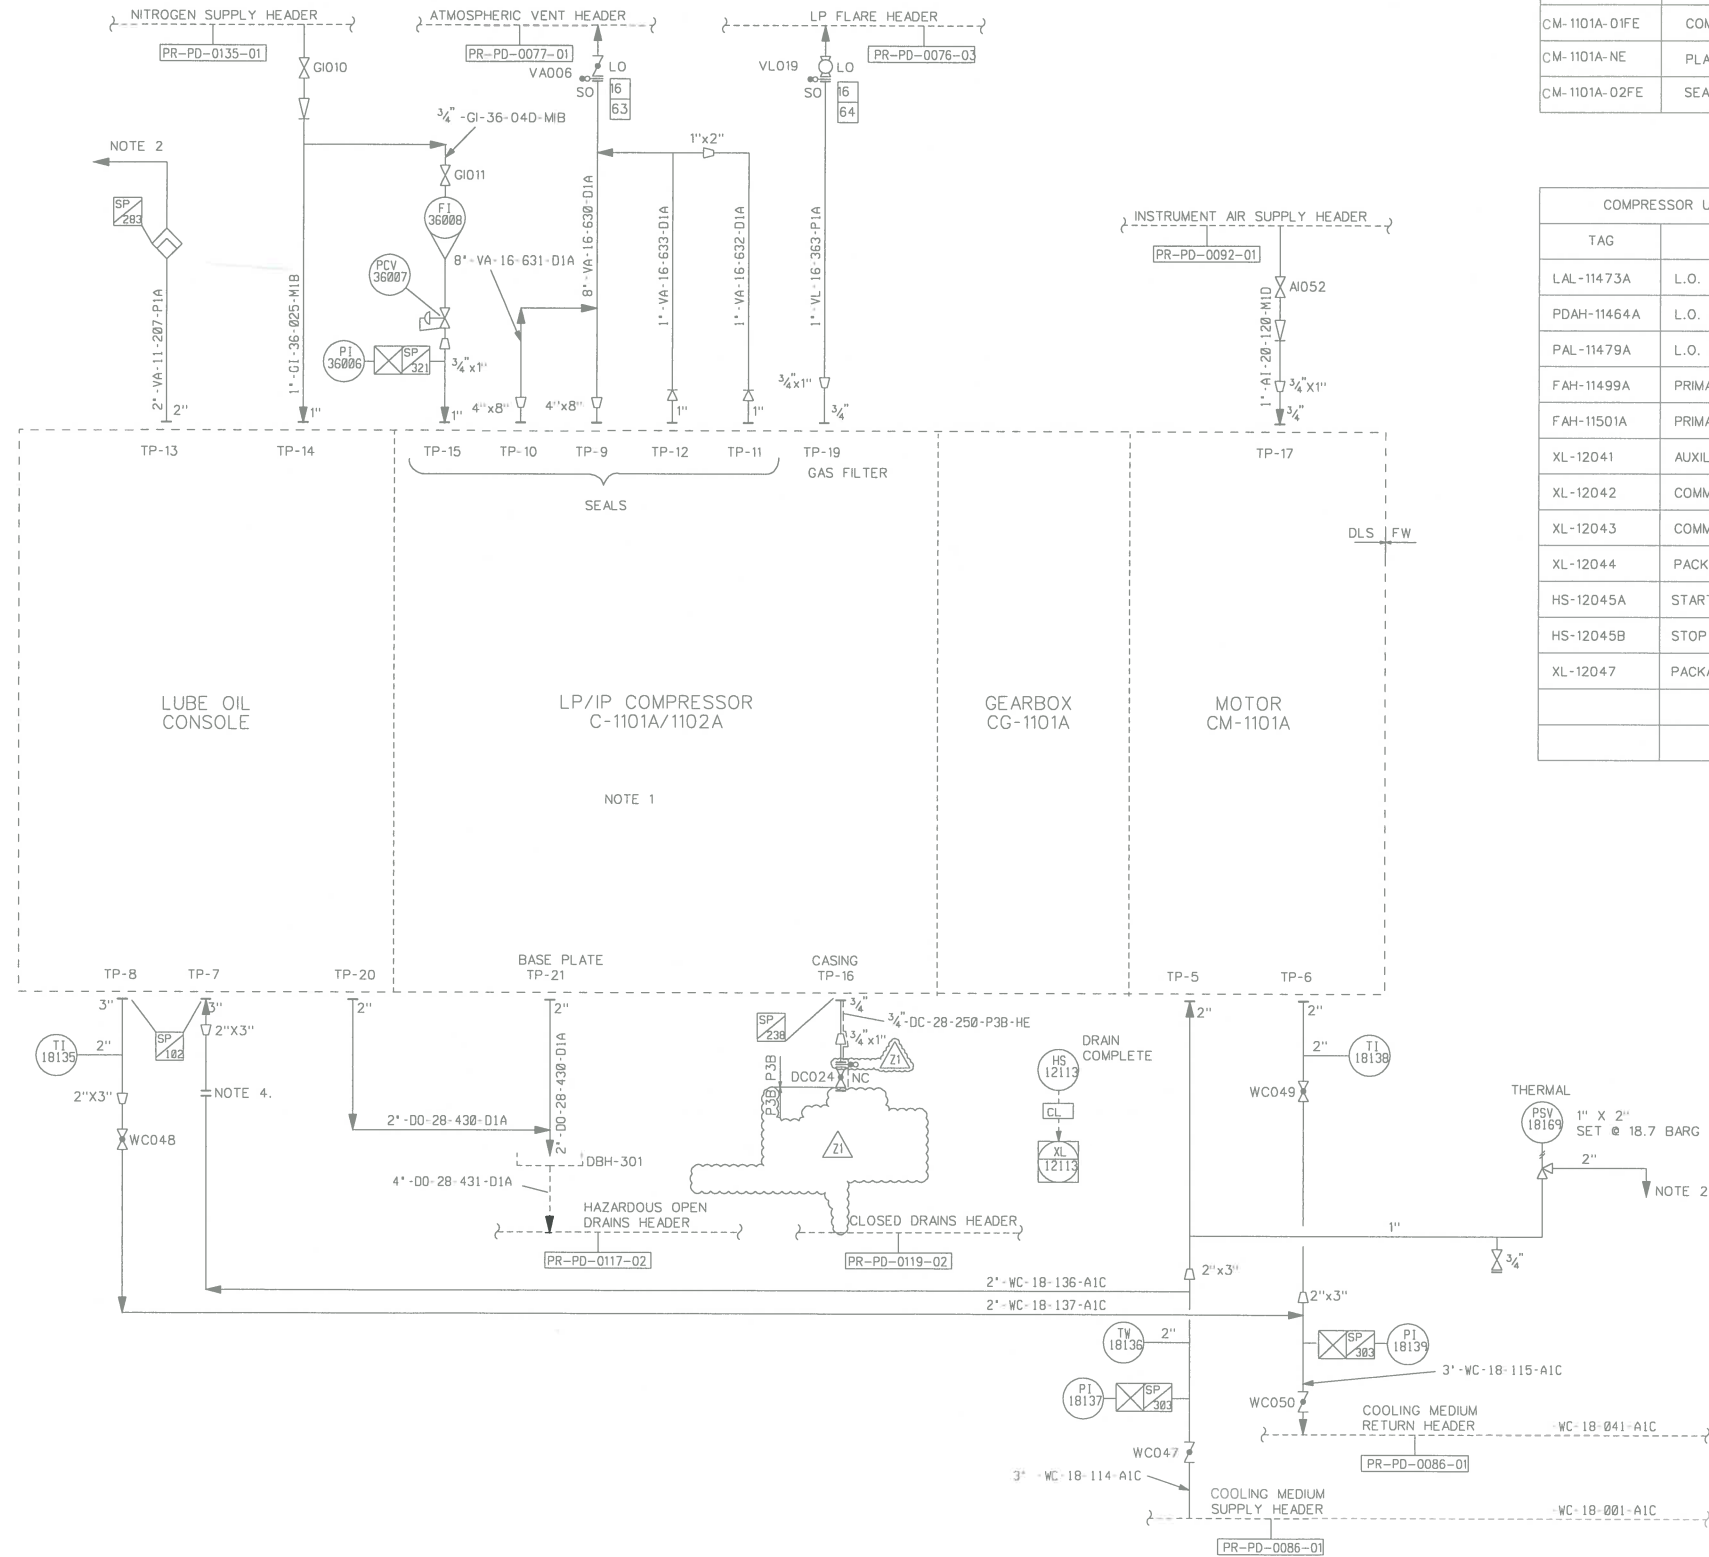 NITROGEN SUPPLY HEADER
PR-PD-0135-01
GI010
ATMOSPHERIC VENT HEADER
PR-PD-0077-01
VA006
LO
SO
16
63
LP FLARE HEADER
PR-PD-0076-03
VL019
LO
SO
16
64
CM-1101A-01FE
CM-1101A-NE
CM-1101A-02FE
NOTE 2
SP
283
2"-VA-11-207-P1A
2"
1"-GI-36-025-M1B
1"
3/4"-GI-36-04D-MIB
GI011
FI
36008
PCV
36007
PI
36006
SP
321
3/4"x1"
1"
8"-VA-16-631-D1A
4"x8"
8"-VA-16-630-D1A
4"x8"
1"x2"
1"-VA-16-633-D1A
1"
1"-VA-16-632-D1A
1"
1"-VL-16-363-P1A
3/4"x1"
3/4"
INSTRUMENT AIR SUPPLY HEADER
PR-PD-0092-01
AI052
1"-AI-20-120-M1D
3/4"X1"
3/4"
COMPRESSOR U
TAG
LAL-11473A L.O.
PDAH-11464A L.O.
PAL-11479A L.O.
FAH-11499A PRIMA
FAH-11501A PRIMA
XL-12041 AUXIL
XL-12042 COMM
XL-12043 COMM
XL-12044 PACK
HS-12045A START
HS-12045B STOP
XL-12047 PACKA
TP-13
TP-14
TP-15
TP-10
TP-9
TP-12
TP-11
TP-19
GAS FILTER
TP-17
SEALS
DLS
FW
LUBE OIL
CONSOLE
LP/IP COMPRESSOR
C-1101A/1102A
GEARBOX
CG-1101A
MOTOR
CM-1101A
NOTE 1
TP-8
TP-7
TP-20
BASE PLATE
TP-21
CASING
TP-16
TP-5
TP-6
3"
3"
2"
2"
3/4"
2"
2"
TI
18135
2"
SP
102
2"X3"
2"X3"
NOTE 4.
WC048
2"-DO-28-430-D1A
2"-DO-28-430-D1A
DBH-301
4"-DO-28-431-D1A
HAZARDOUS OPEN
DRAINS HEADER
PR-PD-0117-02
SP
238
3/4"-DC-28-250-P3B-HE
3/4"x1"
Z1
DC024
NC
P3B
P3B
Z1
CLOSED DRAINS HEADER
PR-PD-0119-02
HS
12113
DRAIN
COMPLETE
CL
XL
12113
2"
TI
18138
WC049
THERMAL
PSV
18169
1" X 2"
SET @ 18.7 BARG
2"
NOTE 2
1"
3/4"
2"x3"
2"-WC-18-136-A1C
2"-WC-18-137-A1C
2"x3"
TW
18136
2"
PI
18137
SP
303
SP
303
PI
18139
3"-WC-18-115-A1C
WC050
WC047
3"-WC-18-114-A1C
COOLING MEDIUM
RETURN HEADER
-WC-18-041-A1C
PR-PD-0086-01
COOLING MEDIUM
SUPPLY HEADER
-WC-18-001-A1C
PR-PD-0086-01